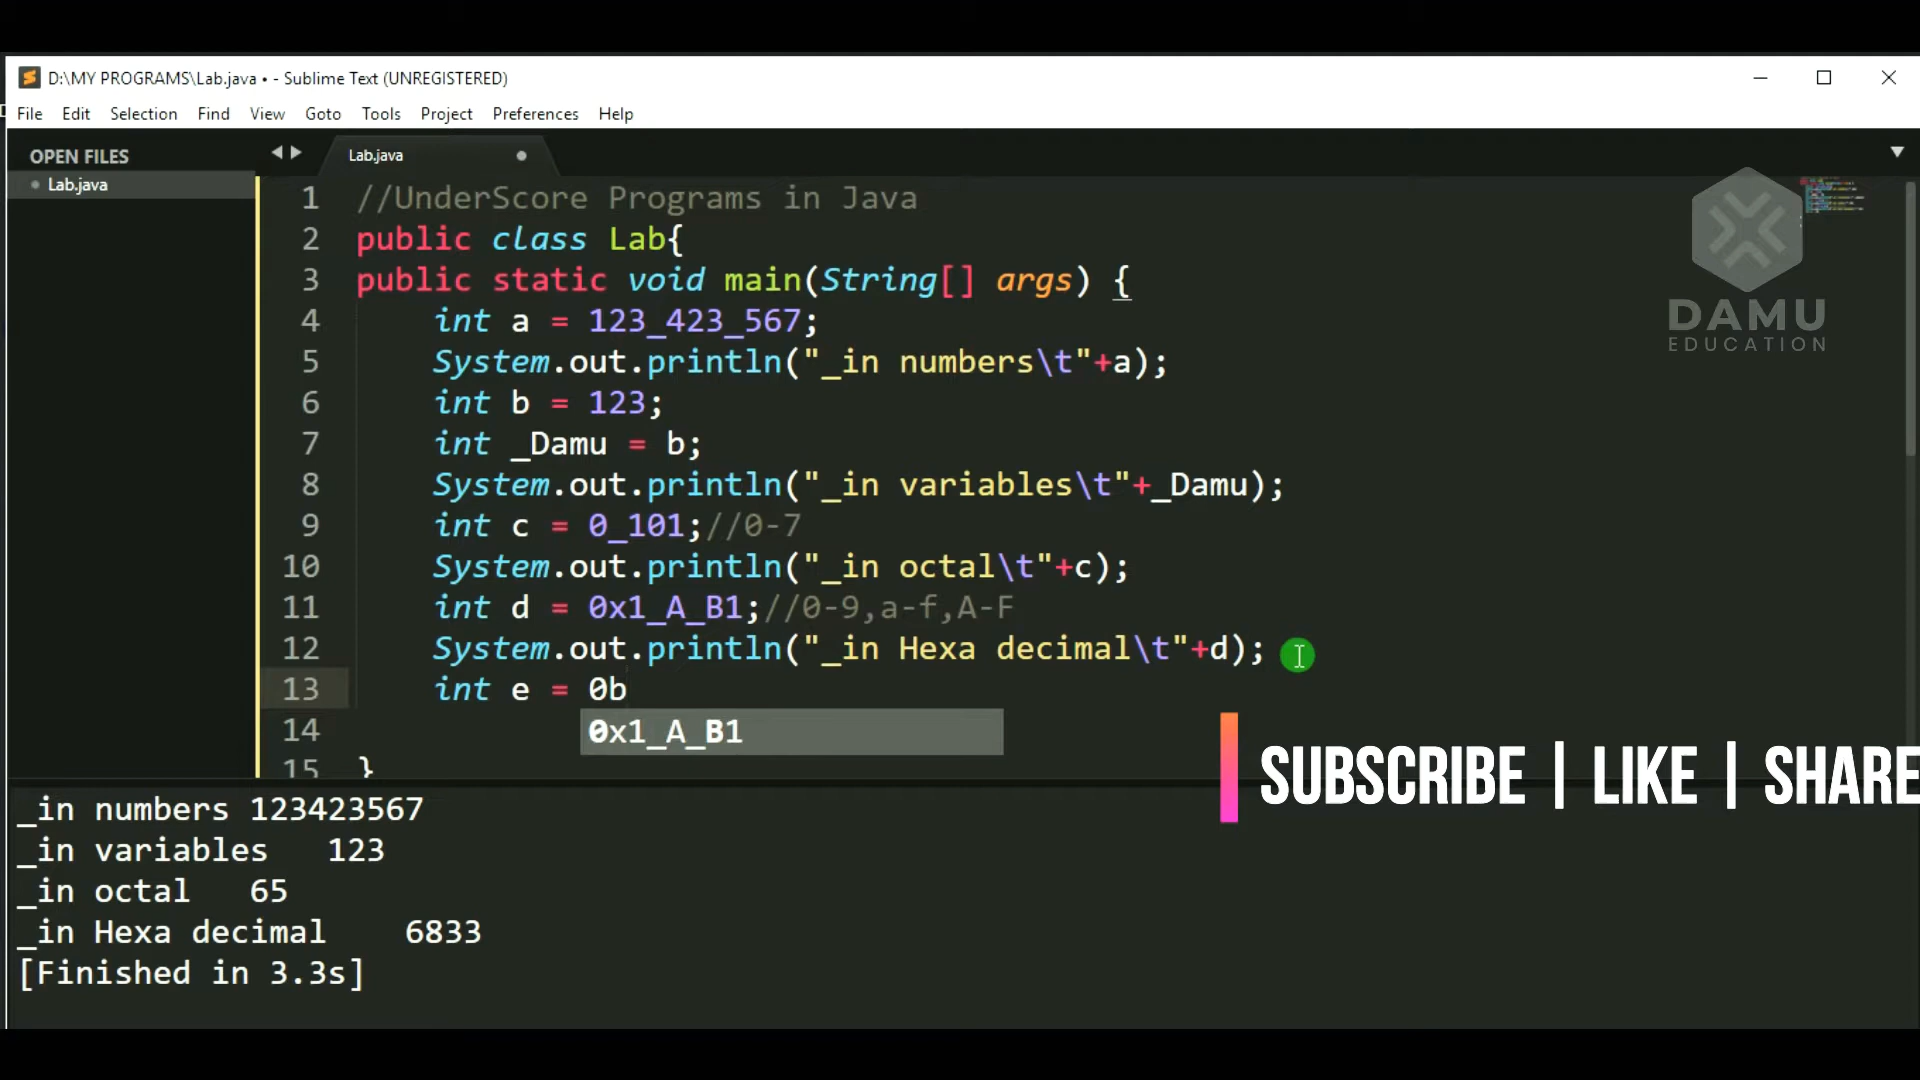 D:\MY PROGRAMS\Lab.java • - Sublime Text (UNREGISTERED)
File Edit Selection Find View Goto Tools Project Preferences Help
OPEN FILES
Lab.java
Lab.java
1 //UnderScore Programs in Java
2 public class Lab{
3 public static void main(String[] args) {
4 int a = 123_423_567;
5 System.out.println("_in numbers\t"+a);
6 int b = 123;
7 int _Damu = b;
8 System.out.println("_in variables\t"+_Damu);
9 int c = 0_101;//0-7
10 System.out.println("_in octal\t"+c);
11 int d = 0x1_A_B1;//0-9,a-f,A-F
12 System.out.println("_in Hexa decimal\t"+d);
13 int e = 0b
0x1_A_B1
14
15 }
DAMU
EDUCATION
SUBSCRIBE | LIKE | SHARE
_in numbers 123423567
_in variables 123
_in octal 65
_in Hexa decimal 6833
[Finished in 3.3s]